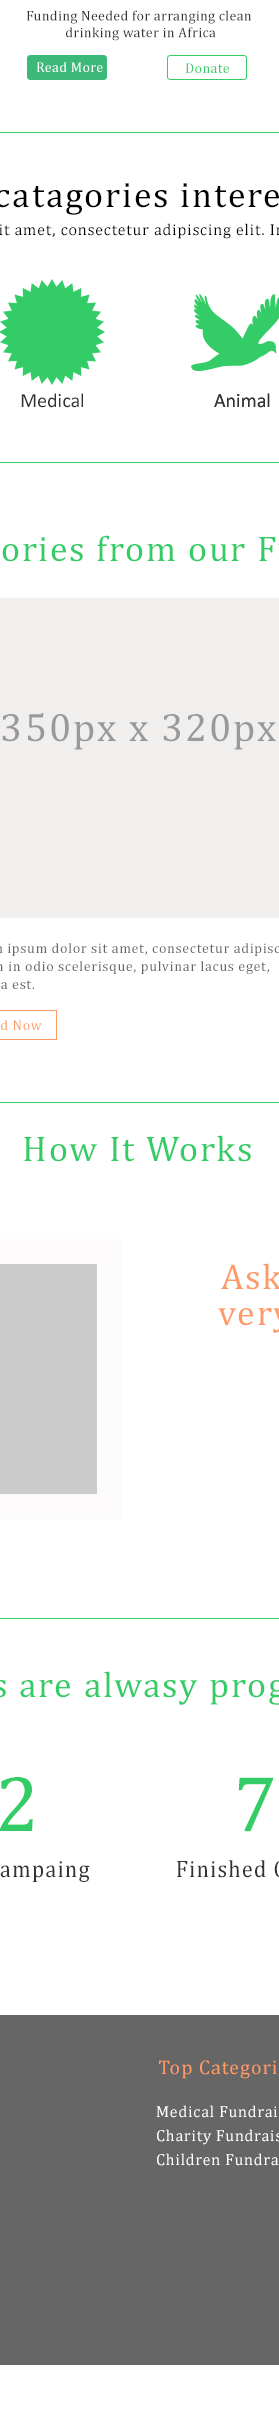 Funding Needed for arranging clean
drinking water in Africa
Read More
Donate
catagories intere
it amet, consectetur adipiscing elit. I
Medical
Animal
ories from our F
350px x 320px
ipsum dolor sit amet, consectetur adipisc
in odio scelerisque, pulvinar lacus eget,
a est.
d Now
How It Works
Ask
very
s are alwasy prog
2
7
ampaing
Finished
Top Categori
Medical Fundrai
Charity Fundrais
Children Fundra